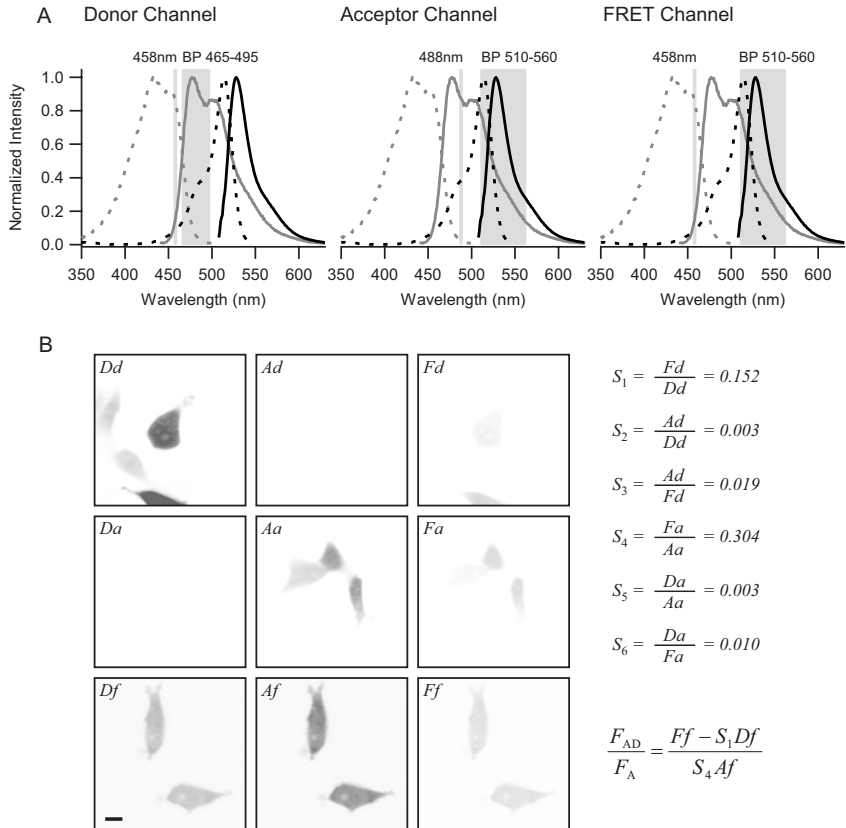 A
Donor Channel
Acceptor Channel
FRET Channel
458nm BP 465-495
488nm BP 510-560
458nm BP 510-560
Normalized Intensity
1.0
0.8
0.6
0.4
0.2
0.0
350 400 450 500 550 600
350 400 450 500 550 600
350 400 450 500 550 600
Wavelength (nm)
Wavelength (nm)
Wavelength (nm)
B
Dd
Ad
Fd
S1 = Fd / Dd = 0.152
S2 = Ad / Dd = 0.003
S3 = Ad / Fd = 0.019
Da
Aa
Fa
S4 = Fa / Aa = 0.304
S5 = Da / Aa = 0.003
S6 = Da / Fa = 0.010
Df
Af
Ff
FAD / FA = Ff − S1Df / S4 Af